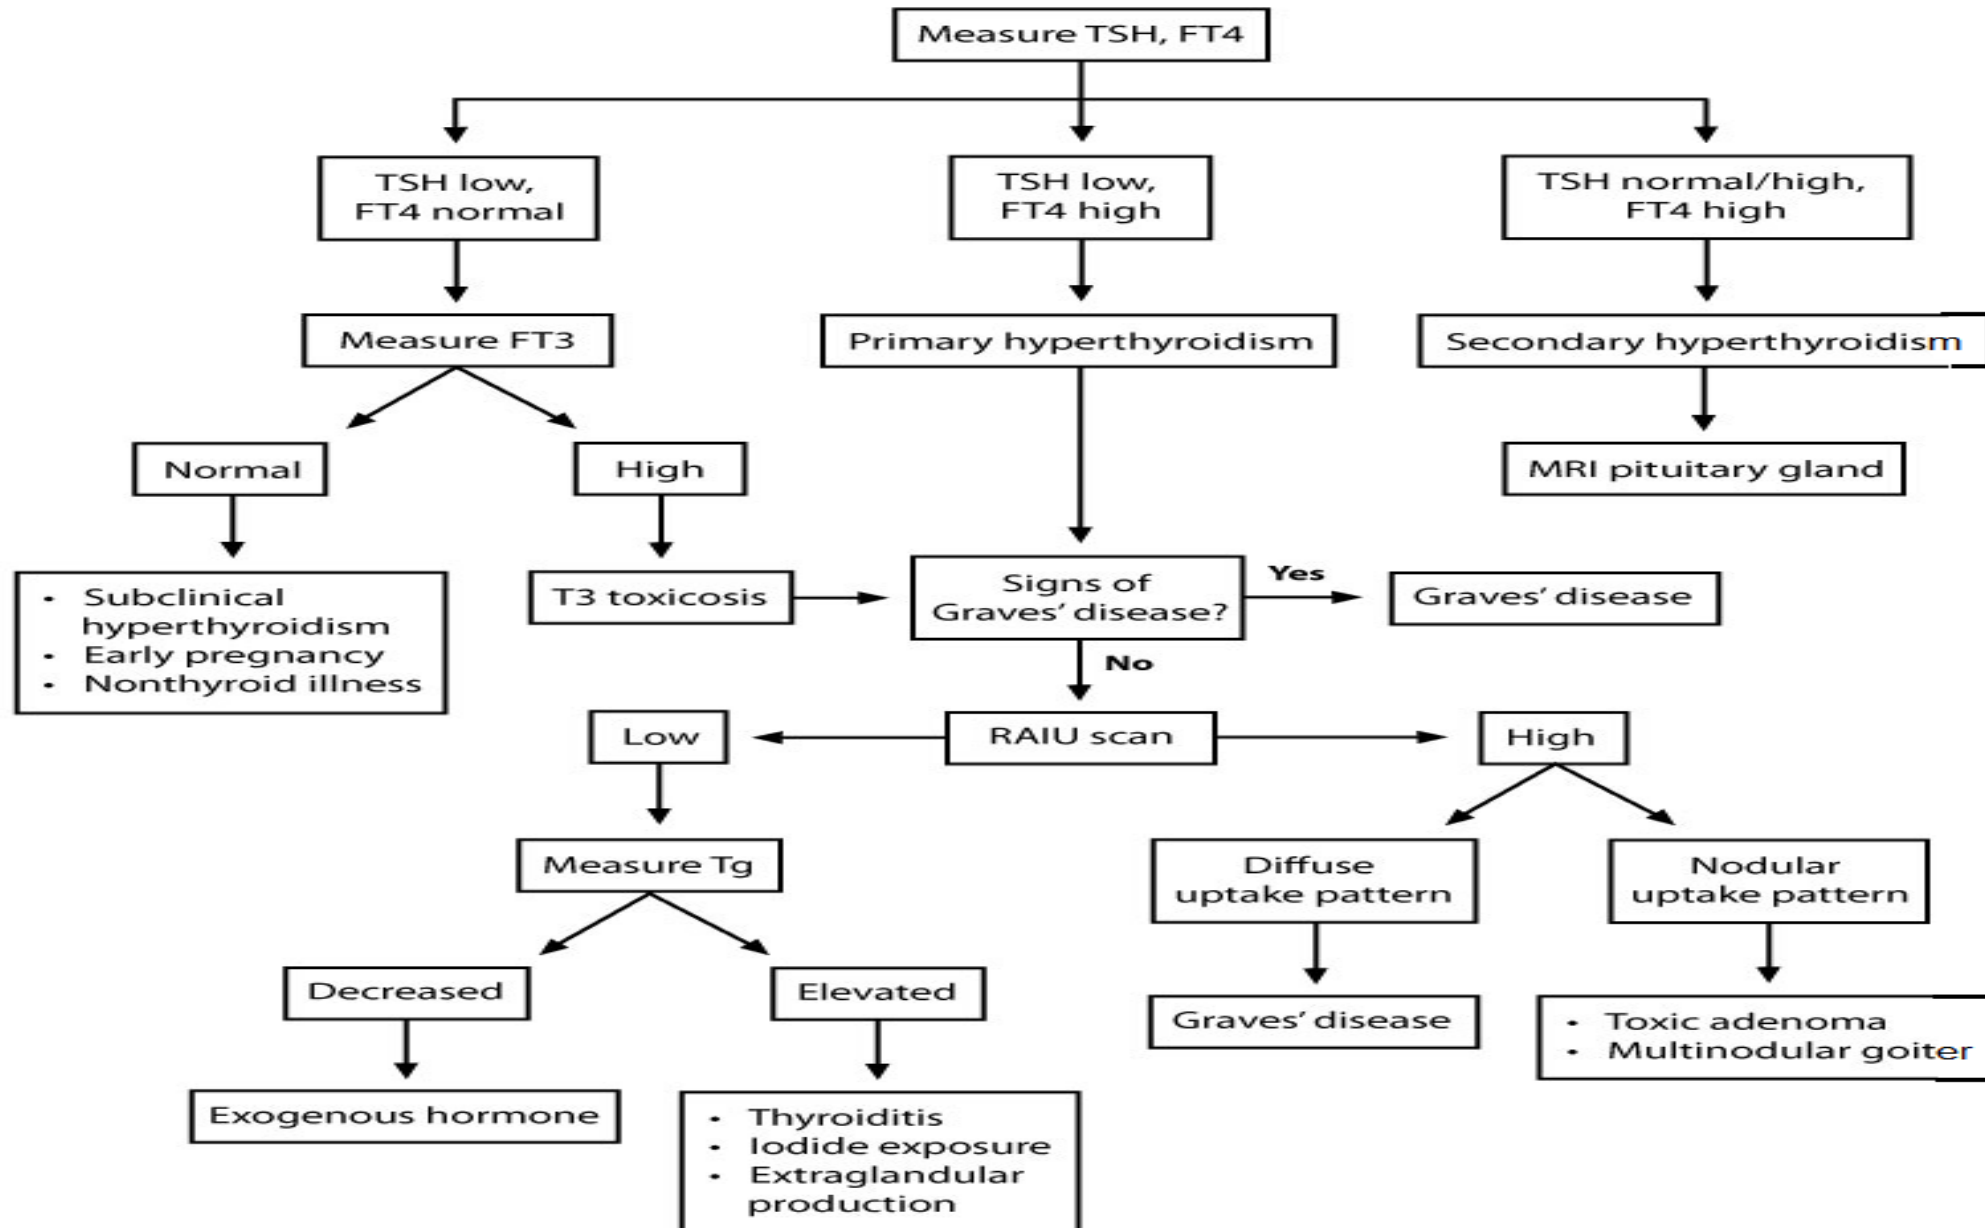 Measure TSH, FT4
TSH low,
FT4 normal
TSH low,
FT4 high
TSH normal/high,
FT4 high
Measure FT3
Primary hyperthyroidism
Secondary hyperthyroidism
Normal
High
MRI pituitary gland
• Subclinical
hyperthyroidism
• Early pregnancy
• Nonthyroid illness
T3 toxicosis
Signs of
Graves’ disease?
Yes
Graves’ disease
No
Low
RAIU scan
High
Measure Tg
Diffuse
uptake pattern
Nodular
uptake pattern
Decreased
Elevated
Graves’ disease
• Toxic adenoma
• Multinodular goiter
Exogenous hormone
• Thyroiditis
• Iodide exposure
• Extraglandular
production